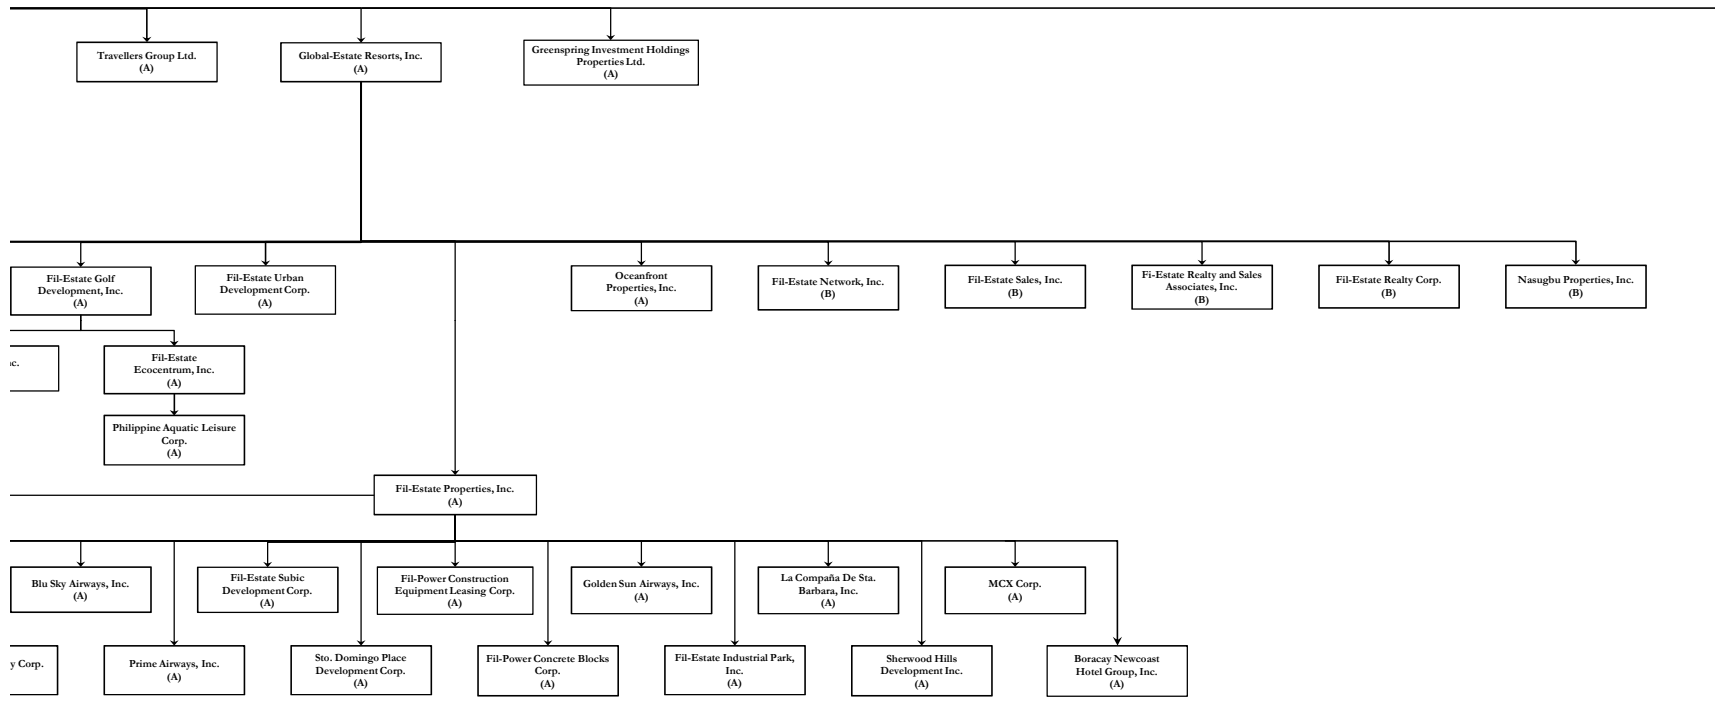 Travellers Group Ltd.
(A)
Global-Estate Resorts, Inc.
(A)
Greenspring Investment Holdings
Properties Ltd.
(A)
Fil-Estate Golf
Development, Inc.
(A)
Fil-Estate Urban
Development Corp.
(A)
Oceanfront
Properties, Inc.
(A)
Fil-Estate Network, Inc.
(B)
Fil-Estate Sales, Inc.
(B)
Fi-Estate Realty and Sales
Associates, Inc.
(B)
Fil-Estate Realty Corp.
(B)
Nasugbu Properties, Inc.
(B)
Fil-Estate
Ecocentrum, Inc.
(A)
Philippine Aquatic Leisure
Corp.
(A)
Fil-Estate Properties, Inc.
(A)
Blu Sky Airways, Inc.
(A)
Fil-Estate Subic
Development Corp.
(A)
Fil-Power Construction
Equipment Leasing Corp.
(A)
Golden Sun Airways, Inc.
(A)
La Compaña De Sta.
Barbara, Inc.
(A)
MCX Corp.
(A)
y Corp.
Prime Airways, Inc.
(A)
Sto. Domingo Place
Development Corp.
(A)
Fil-Power Concrete Blocks
Corp.
(A)
Fil-Estate Industrial Park,
Inc.
(A)
Sherwood Hills
Development Inc.
(A)
Boracay Newcoast
Hotel Group, Inc.
(A)